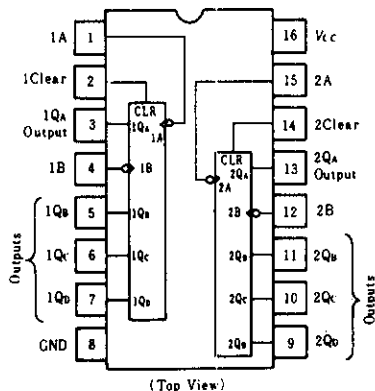 1A 1 16 Vcc
1Clear 2 15 2A
CLR
1QA Output 3 1QA 1A 14 2Clear
CLR
2QA
1B 4 1B 2A 13 2QA Output
1QB 5 1QB 2B 12 2B
Outputs 1QC 6 1QC 2QB 11 2QB Outputs
1QD 7 1QD 2QC 10 2QC
GND 8 2QD 9 2QD
(Top View)